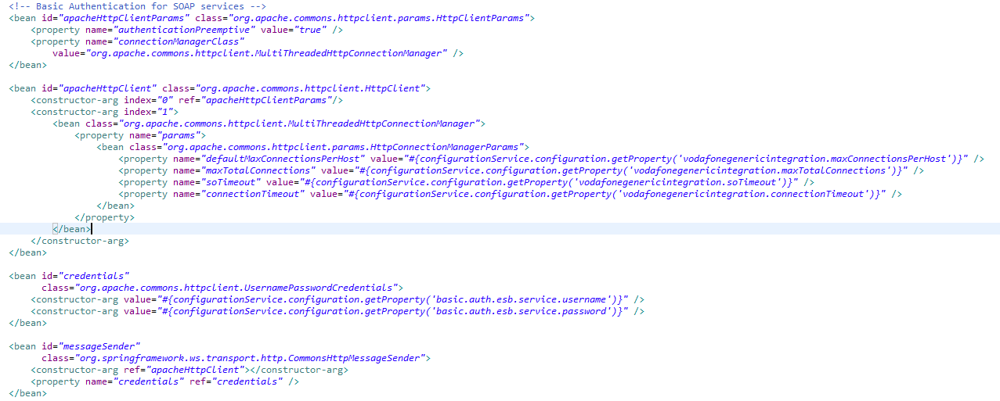 <!-- Basic Authentication for SOAP services -->
<bean id="apacheHttpClientParams" class="org.apache.commons.httpclient.params.HttpClientParams">
    <property name="authenticationPreemptive" value="true" />
    <property name="connectionManagerClass"
        value="org.apache.commons.httpclient.MultiThreadedHttpConnectionManager" />
</bean>

<bean id="apacheHttpClient" class="org.apache.commons.httpclient.HttpClient">
    <constructor-arg index="0" ref="apacheHttpClientParams"/>
    <constructor-arg index="1">
        <bean class="org.apache.commons.httpclient.MultiThreadedHttpConnectionManager">
            <property name="params">
                <bean class="org.apache.commons.httpclient.params.HttpConnectionManagerParams">
                    <property name="defaultMaxConnectionsPerHost" value="#{configurationService.configuration.getProperty('vodafonegenericintegration.maxConnectionsPerHost')}" />
                    <property name="maxTotalConnections" value="#{configurationService.configuration.getProperty('vodafonegenericintegration.maxTotalConnections')}" />
                    <property name="soTimeout" value="#{configurationService.configuration.getProperty('vodafonegenericintegration.soTimeout')}" />
                    <property name="connectionTimeout" value="#{configurationService.configuration.getProperty('vodafonegenericintegration.connectionTimeout')}" />
                </bean>
            </property>
        </bean>
    </constructor-arg>
</bean>

<bean id="credentials"
      class="org.apache.commons.httpclient.UsernamePasswordCredentials">
    <constructor-arg value="#{configurationService.configuration.getProperty('basic.auth.esb.service.username')}" />
    <constructor-arg value="#{configurationService.configuration.getProperty('basic.auth.esb.service.password')}" />
</bean>

<bean id="messageSender"
      class="org.springframework.ws.transport.http.CommonsHttpMessageSender">
    <constructor-arg ref="apacheHttpClient"></constructor-arg>
    <property name="credentials" ref="credentials" />
</bean>